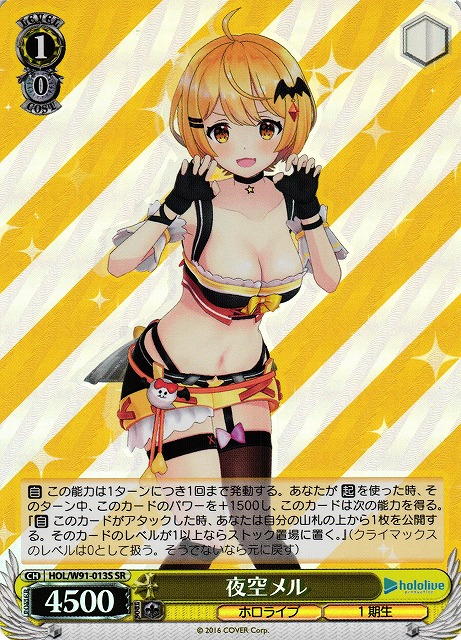 LEVEL
1
0
COST
自 この能力は1ターンにつき1回まで発動する。あなたが 起 を使った時、そ
のターン中、このカードのパワーを+1500し、このカードは次の能力を得る。
『自 このカードがアタックした時、あなたは自分の山札の上から1枚を公開
する。そのカードのレベルが1以上ならストック置場に置く。』(クライマックス
のレベルは0として扱う。そうでないなら元に戻す)
CH HOL/W91-013S SR
POWER
4500
SOUL
夜空メル
hololive
ホロライブ
1期生
© 2016 COVER Corp.